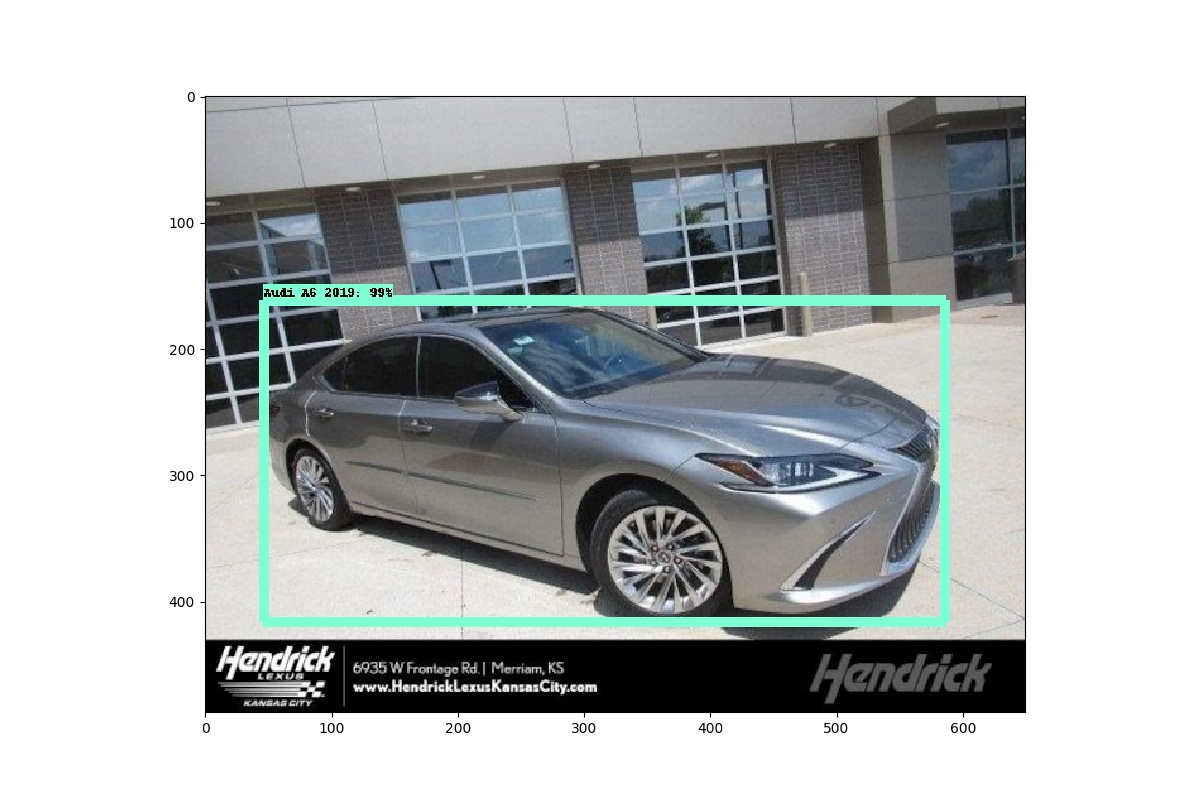 0
100
200
300
400
Audi A6 2019: 99%
Hendrick
LEXUS
KANSAS CITY
6935 W Frontage Rd. | Merriam, KS
www.HendrickLexusKansasCity.com
Hendrick
0 100 200 300 400 500 600